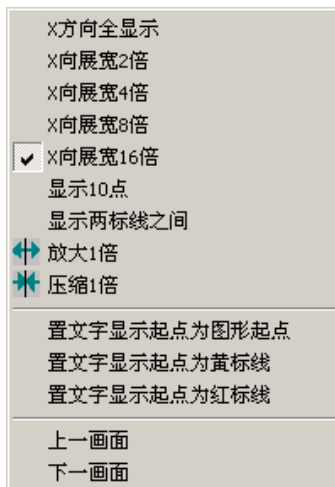 X方向全显示
X向展宽2倍
X向展宽4倍
X向展宽8倍
X向展宽16倍
显示10点
显示两标线之间
放大1倍
压缩1倍
置文字显示起点为图形起点
置文字显示起点为黄标线
置文字显示起点为红标线
上一画面
下一画面